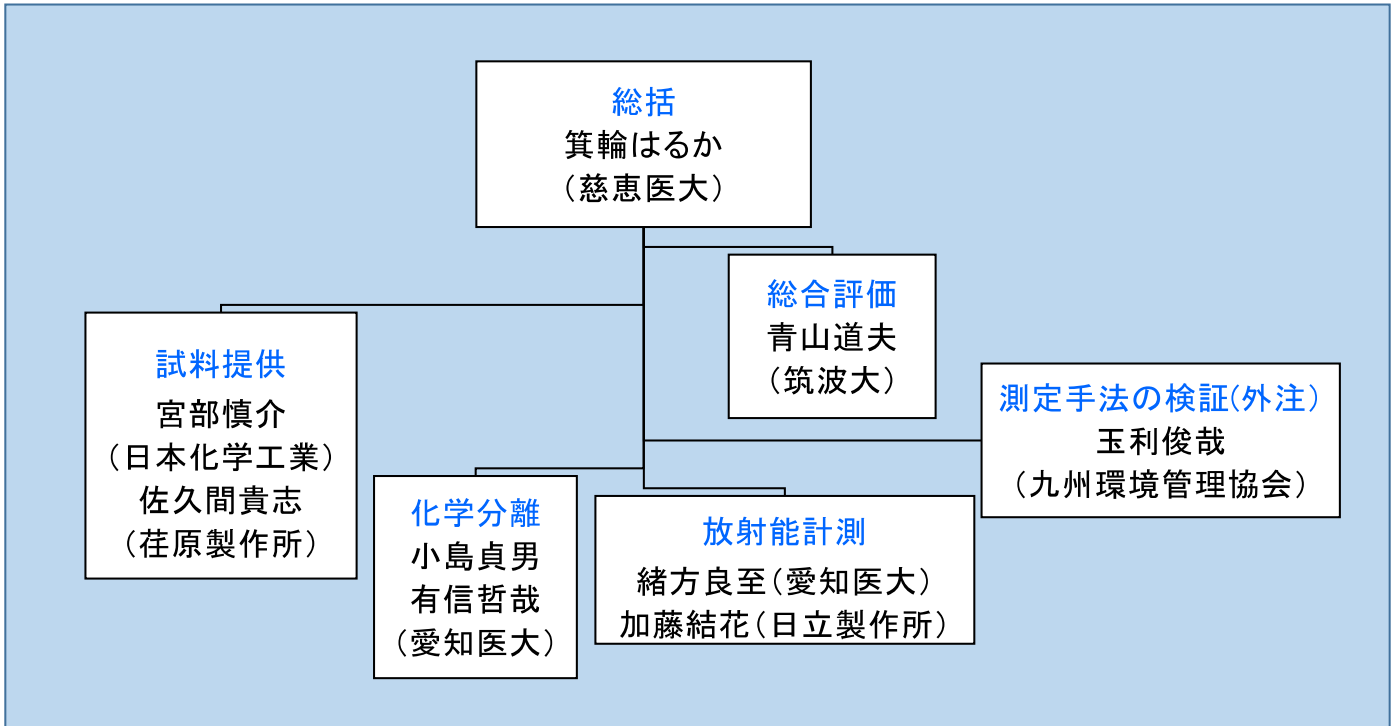 総括
箕輪はるか
（慈恵医大）
総合評価
青山道夫
（筑波大）
試料提供
宮部慎介
（日本化学工業）
佐久間貴志
（荏原製作所）
測定手法の検証(外注）
玉利俊哉
（九州環境管理協会）
化学分離
小島貞男
有信哲哉
（愛知医大）
放射能計測
緒方良至（愛知医大）
加藤結花（日立製作所）